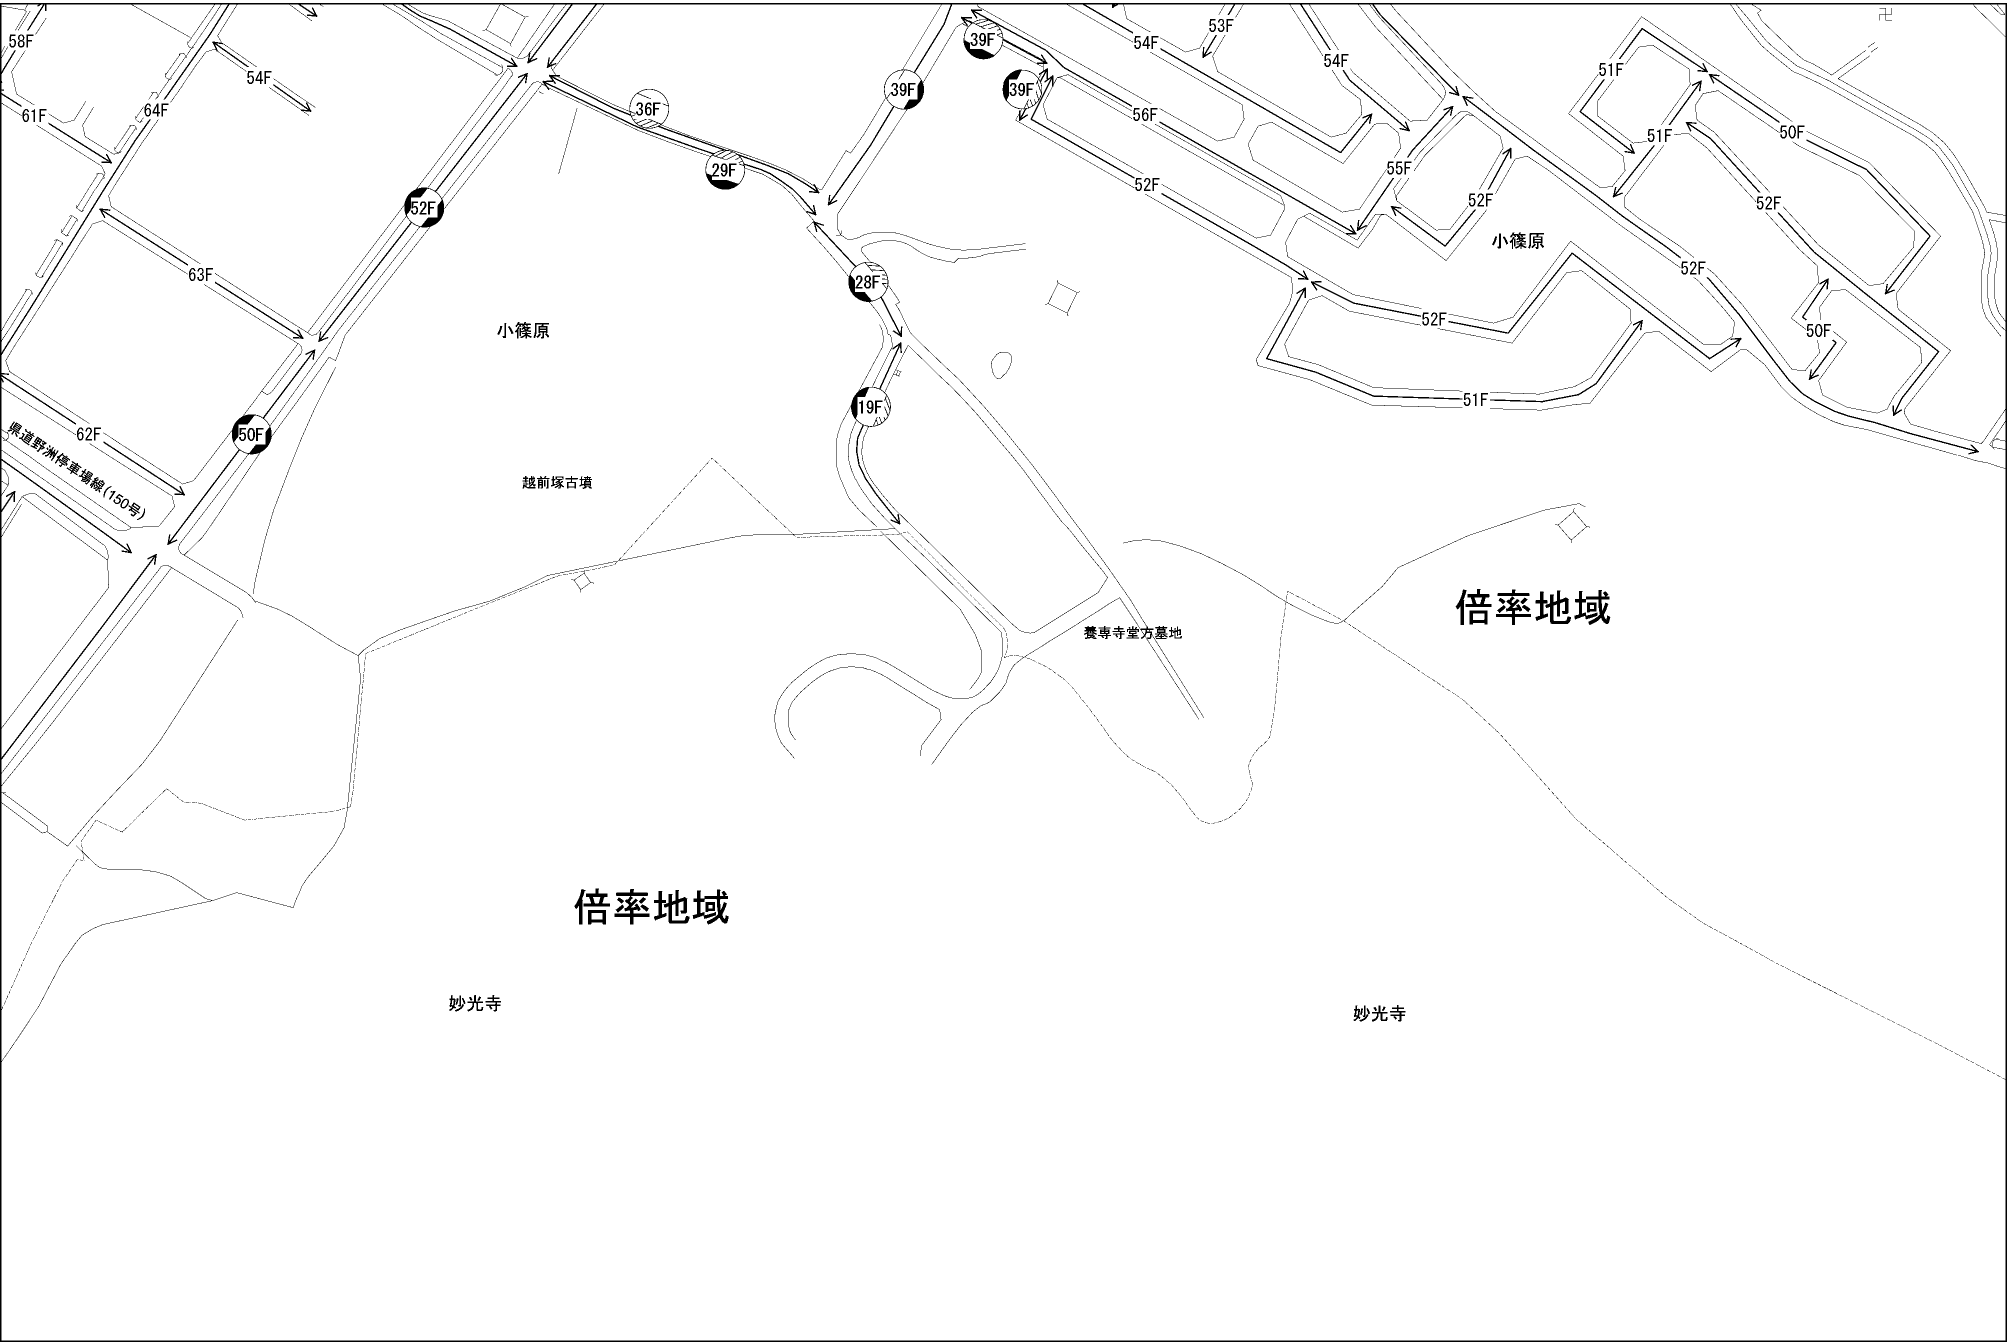 58F
54F
61F
64F
36F
29F
39F
39F
39F
54F
53F
54F
56F
51F
51F
50F
52F
55F
52F
52F
小篠原
52F
52F
63F
28F
52F
50F
小篠原
19F
51F
62F
50F
県道野洲停車場線(150号)
越前塚古墳
倍率地域
養専寺堂方墓地
倍率地域
妙光寺
妙光寺